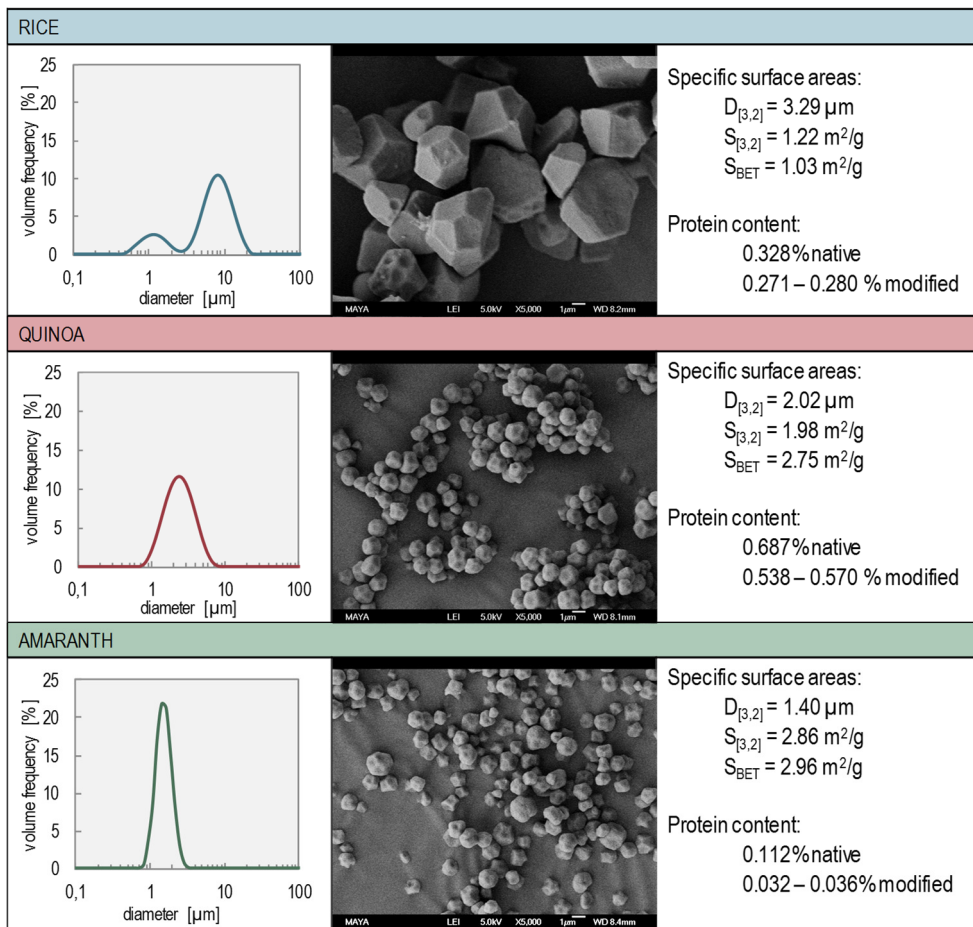 RICE
25
20
15
10
5
0
volume frequency [%]
0,1 1 10 100
diameter [µm]
MAYA LEI 5.0kV X5,000 1µm WD 8.2mm
Specific surface areas:
D[3,2] = 3.29 µm
S[3,2] = 1.22 m²/g
SBET = 1.03 m²/g
Protein content:
0.328% native
0.271 – 0.280 % modified
QUINOA
25
20
15
10
5
0
volume frequency [%]
0,1 1 10 100
diameter [µm]
MAYA LEI 5.0kV X5,000 1µm WD 8.1mm
Specific surface areas:
D[3,2] = 2.02 µm
S[3,2] = 1.98 m²/g
SBET = 2.75 m²/g
Protein content:
0.687% native
0.538 – 0.570 % modified
AMARANTH
25
20
15
10
5
0
volume frequency [%]
0,1 1 10 100
diameter [µm]
MAYA LEI 5.0kV X5,000 1µm WD 8.4mm
Specific surface areas:
D[3,2] = 1.40 µm
S[3,2] = 2.86 m²/g
SBET = 2.96 m²/g
Protein content:
0.112% native
0.032 – 0.036% modified